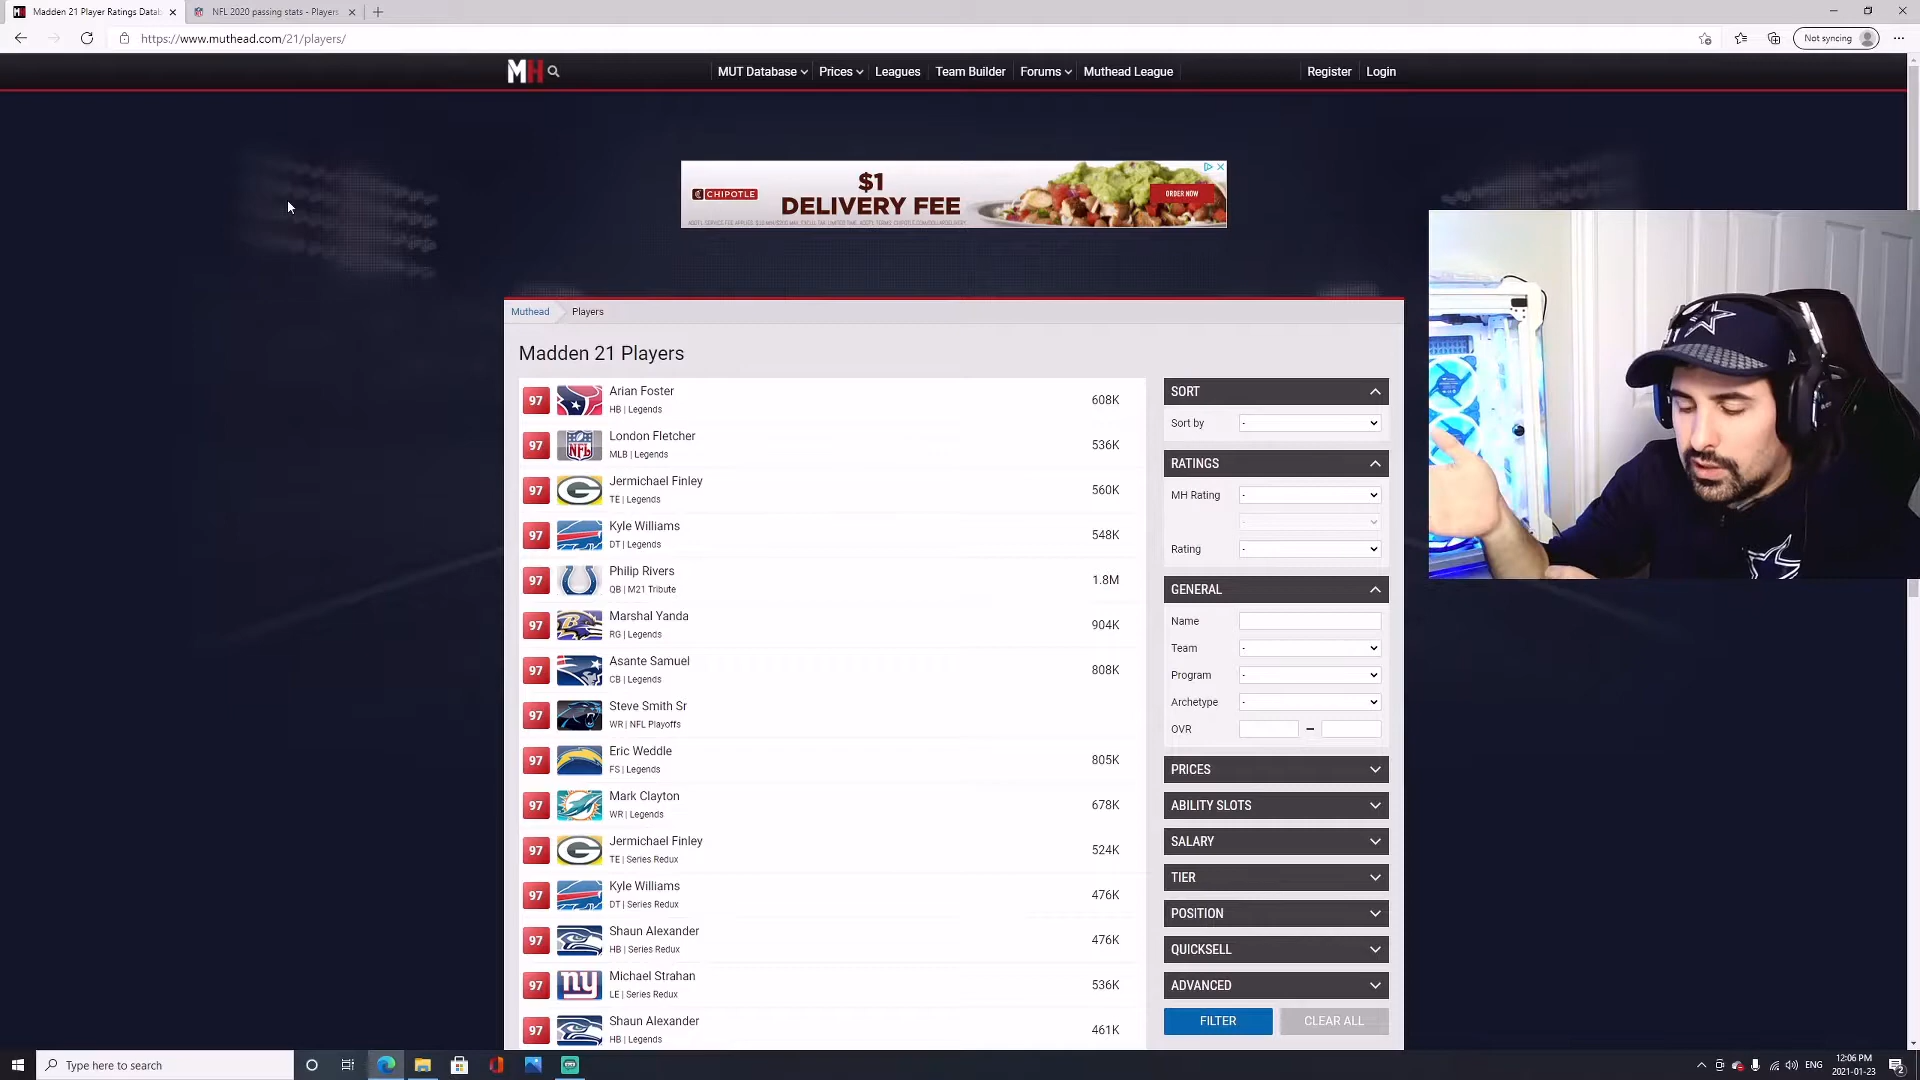 Madden 21 Player Ratings Datab
NFL 2020 passing stats - Players
https://www.muthead.com/21/players/
Not syncing
MH
MUT Database
Prices
Leagues
Team Builder
Forums
Muthead League
Register
Login
CHIPOTLE
$1
DELIVERY FEE
ORDER NOW
Muthead
Players
Madden 21 Players
97
Arian Foster
HB | Legends
608K
97
NFL
London Fletcher
MLB | Legends
536K
97
G
Jermichael Finley
TE | Legends
560K
97
Kyle Williams
DT | Legends
548K
97
Philip Rivers
QB | M21 Tribute
1.8M
97
B
Marshal Yanda
RG | Legends
904K
97
Asante Samuel
CB | Legends
808K
97
Steve Smith Sr
WR | NFL Playoffs
97
Eric Weddle
FS | Legends
805K
97
Mark Clayton
WR | Legends
678K
97
G
Jermichael Finley
TE | Series Redux
524K
97
Kyle Williams
DT | Series Redux
476K
97
Shaun Alexander
HB | Series Redux
476K
97
ny
Michael Strahan
LE | Series Redux
536K
97
Shaun Alexander
HB | Legends
461K
SORT
Sort by
-
RATINGS
MH Rating
-
-
Rating
-
GENERAL
Name
Team
-
Program
-
Archetype
-
OVR
–
PRICES
ABILITY SLOTS
SALARY
TIER
POSITION
QUICKSELL
ADVANCED
FILTER
CLEAR ALL
Type here to search
ENG
12:06 PM
2021-01-23
2